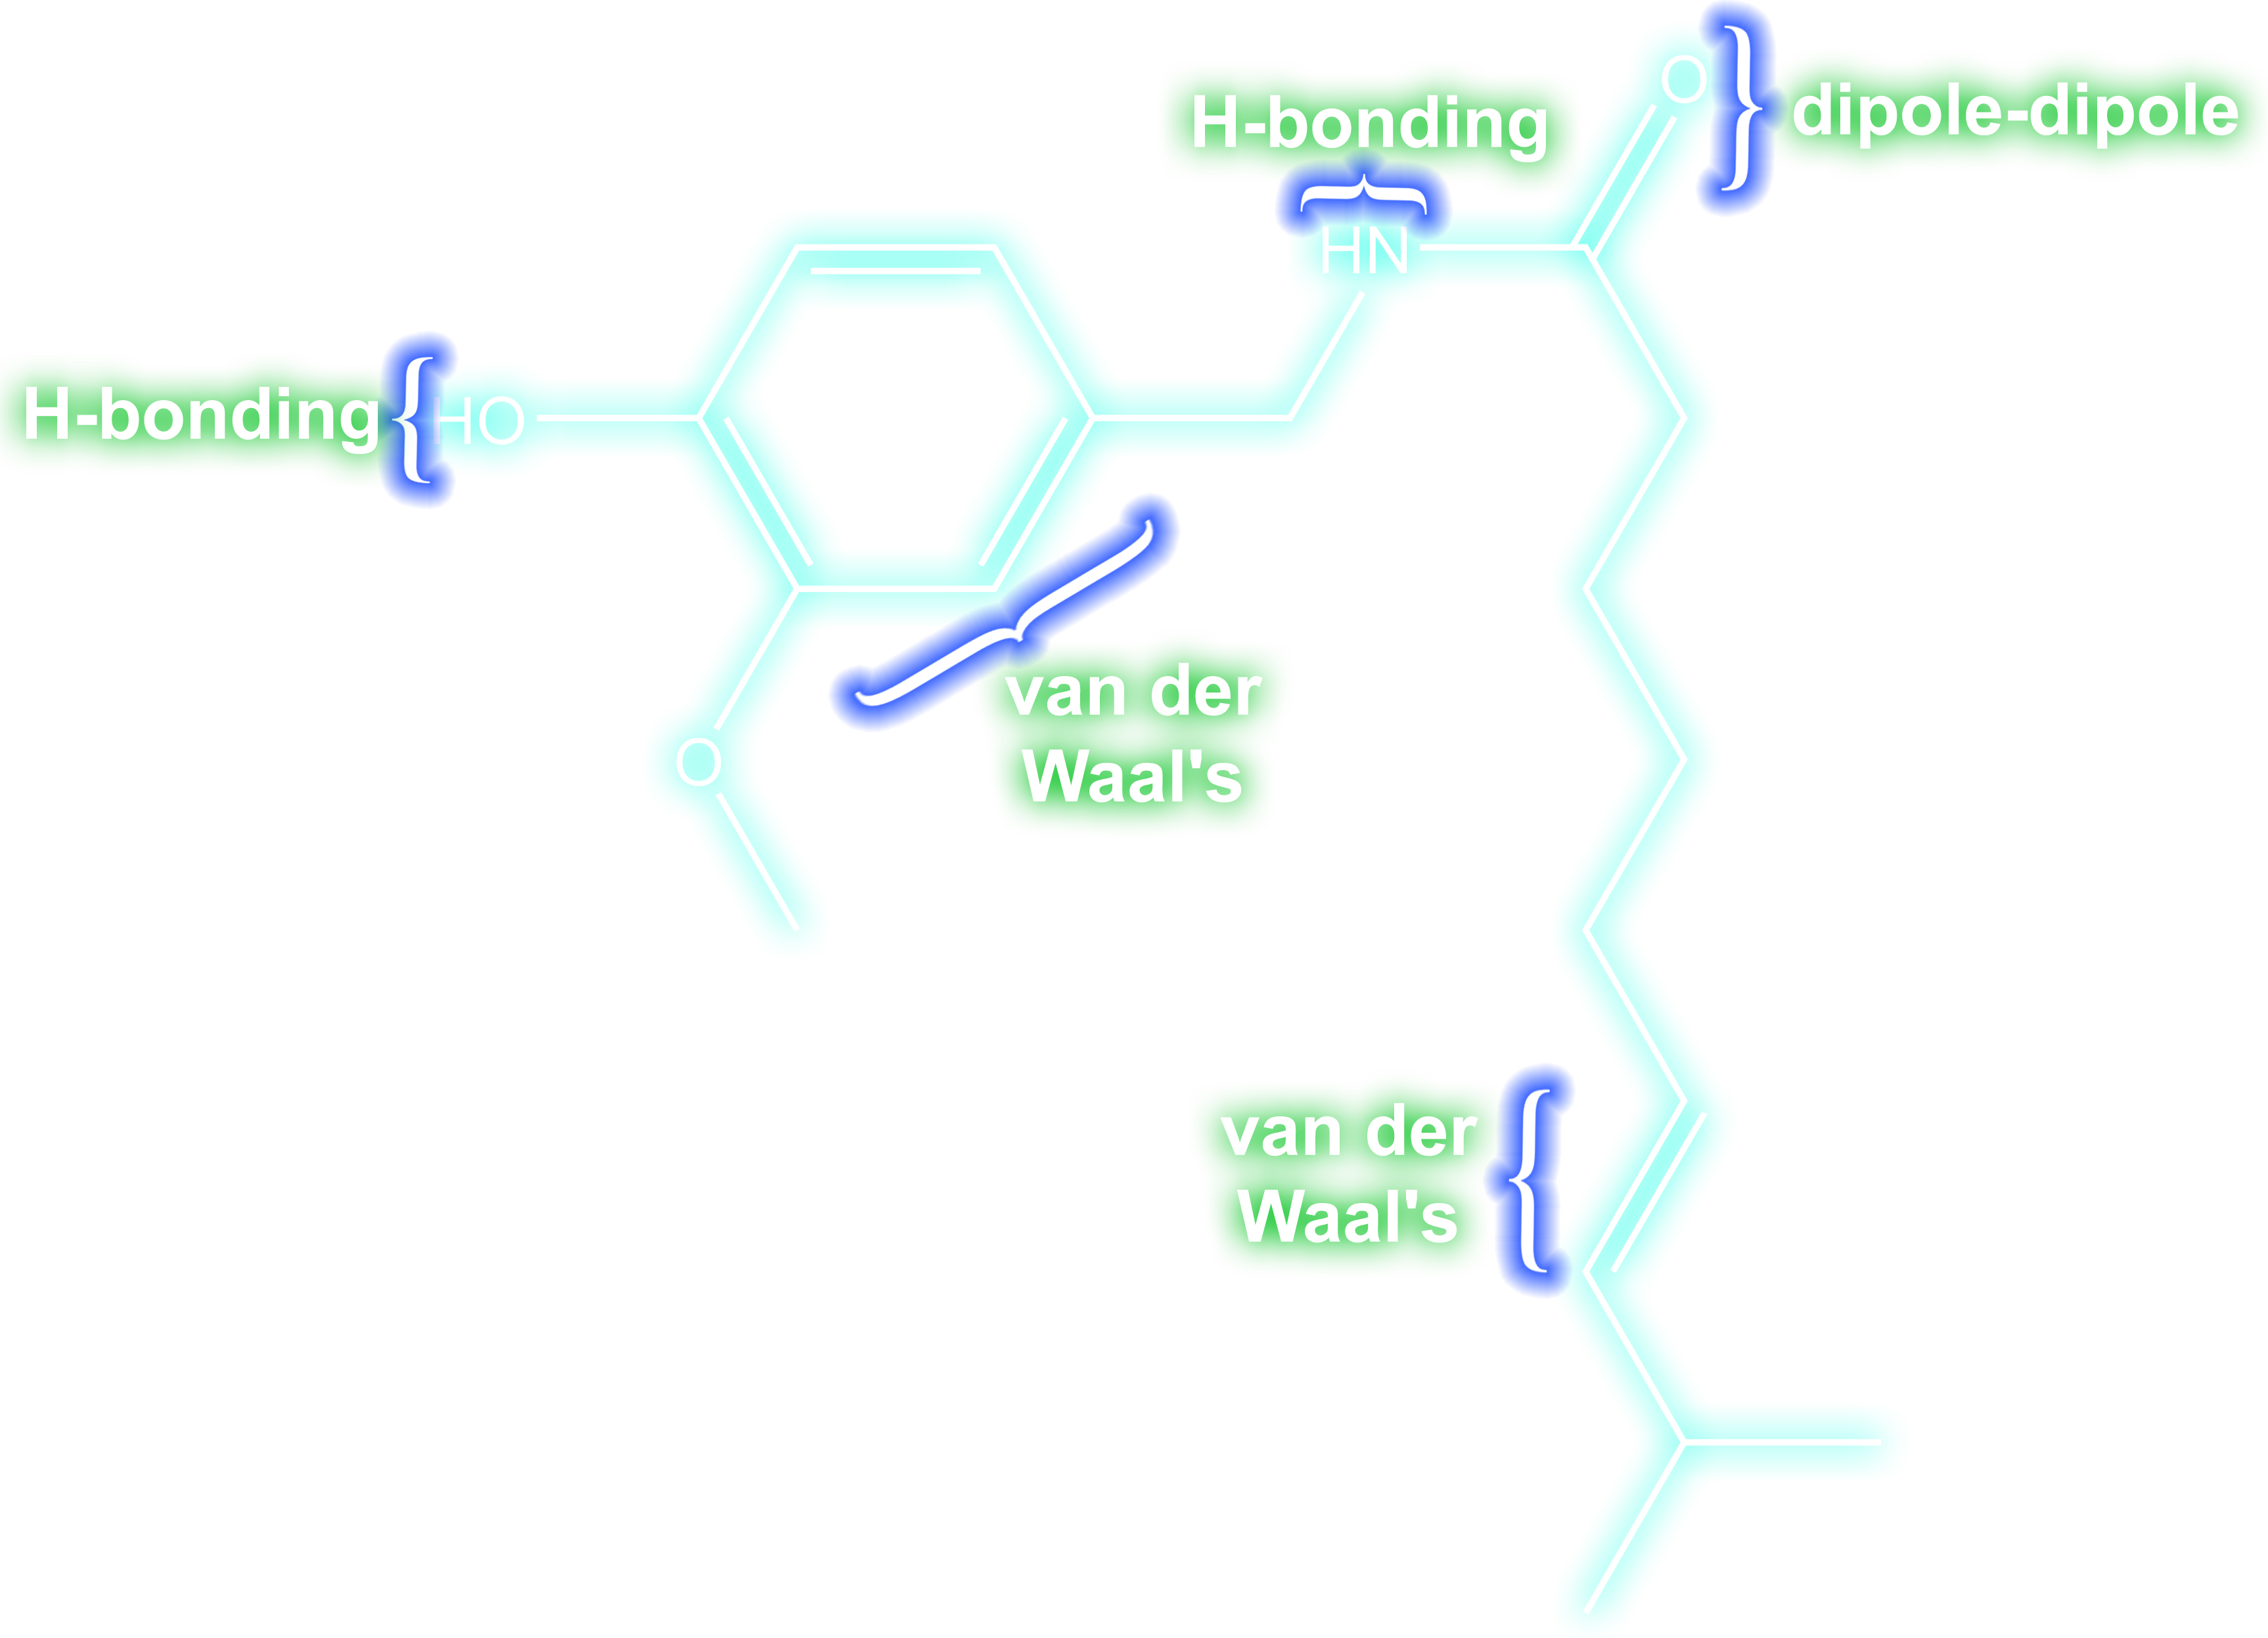 O
dipole-dipole
H-bonding
HN
H-bonding
HO
van der
Waal's
O
van der
Waal's